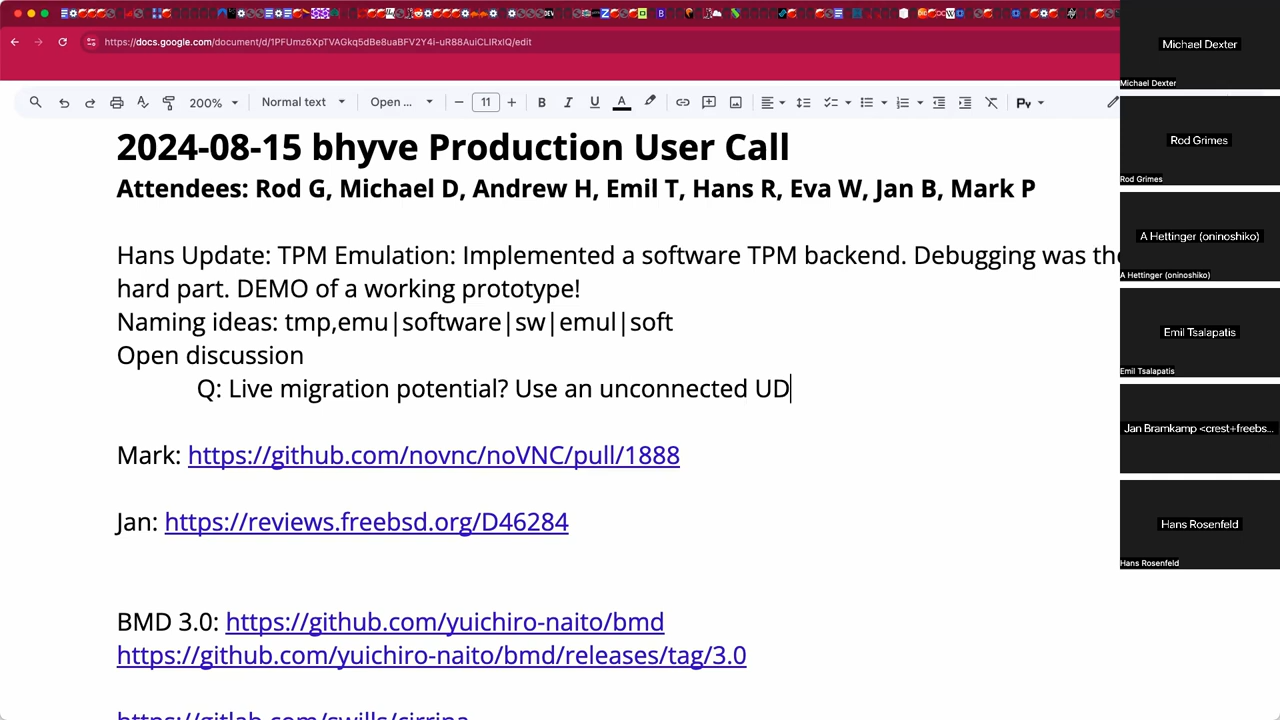 https://docs.google.com/document/d/1PFUmz6XpTVAGkq5dBe8uaBFV2Y4i-uR88AuiCLIRxIQ/edit
200%
Normal text
Open ...
11
2024-08-15 bhyve Production User Call
Attendees: Rod G, Michael D, Andrew H, Emil T, Hans R, Eva W, Jan B, Mark P
Hans Update: TPM Emulation: Implemented a software TPM backend. Debugging was the
hard part. DEMO of a working prototype!
Naming ideas: tmp,emu|software|sw|emul|soft
Open discussion
Q: Live migration potential? Use an unconnected UD
Mark: https://github.com/novnc/noVNC/pull/1888
Jan: https://reviews.freebsd.org/D46284
BMD 3.0: https://github.com/yuichiro-naito/bmd
https://github.com/yuichiro-naito/bmd/releases/tag/3.0
https://gitlab.com/swills/cirrina
Michael Dexter
Michael Dexter
Rod Grimes
Rod Grimes
A Hettinger (oninoshiko)
A Hettinger (oninoshiko)
Emil Tsalapatis
Emil Tsalapatis
Jan Bramkamp <crest+freebs...
Hans Rosenfeld
Hans Rosenfeld